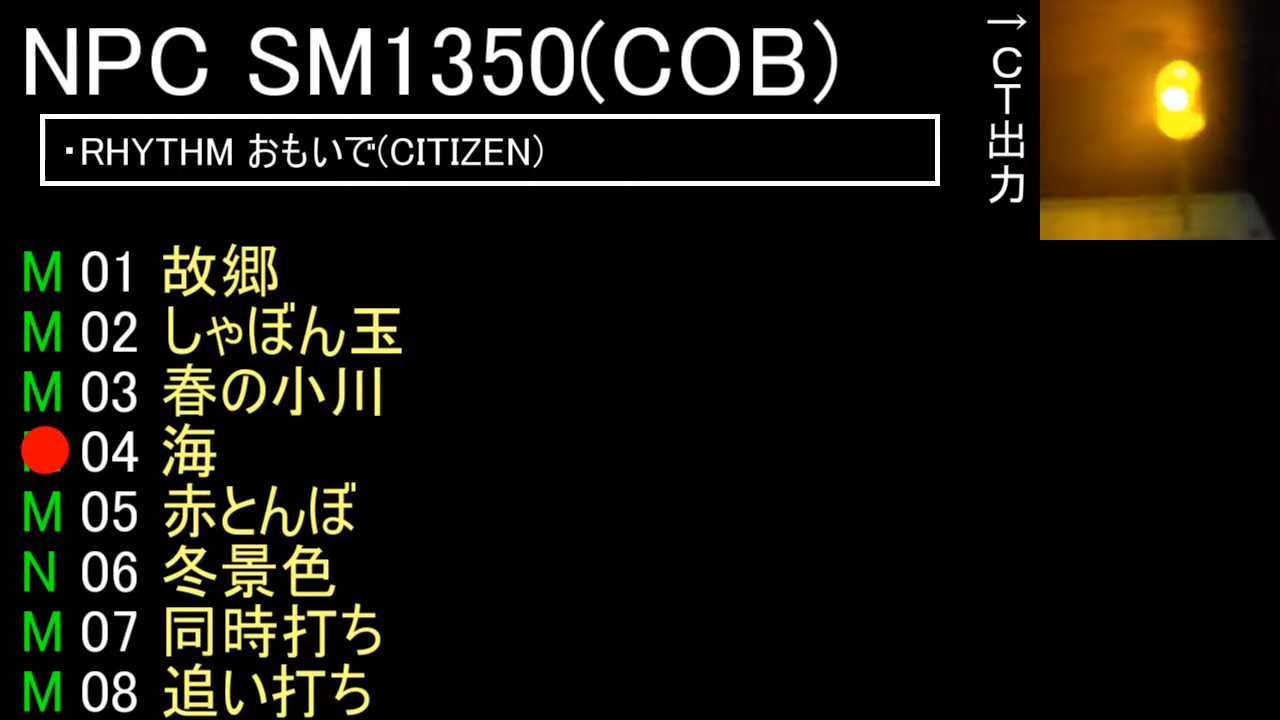 NPC SM1350(COB)
・RHYTHM おもいで(CITIZEN)
→CT出力
M 01 故郷
M 02 しゃぼん玉
M 03 春の小川
04 海
M 05 赤とんぼ
N 06 冬景色
M 07 同時打ち
M 08 追い打ち